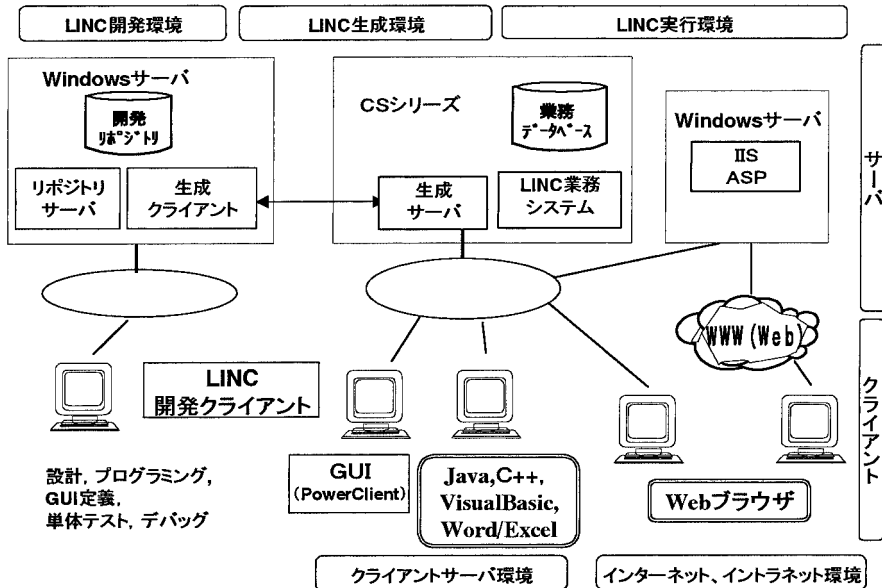 LINC開発環境
LINC生成環境
LINC実行環境
Windowsサーバ
開発
リポジトリ
リポジトリ
サーバ
生成
クライアント
CSシリーズ
業務
データベース
生成
サーバ
LINC業務
システム
Windowsサーバ
IIS
ASP
サーバ
WWW(Web)
クライアント
LINC
開発クライアント
設計, プログラミング,
GUI定義,
単体テスト, デバッグ
GUI
(PowerClient)
Java,C++,
VisualBasic,
Word/Excel
Webブラウザ
クライアントサーバ環境
インターネット、イントラネット環境